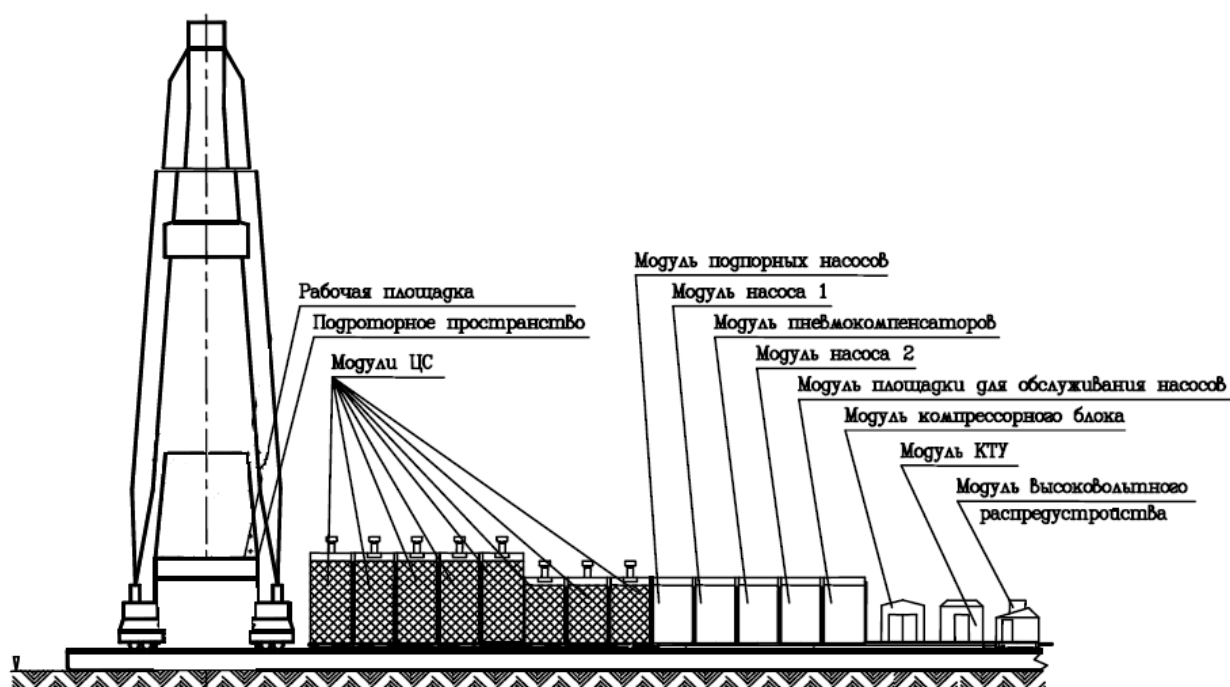 Модуль подпорных насосов
Рабочая площадка
Модуль насоса 1
Подроторное пространство
Модуль пневмокомпенсаторов
Модули ЦС
Модуль насоса 2
Модуль площадки для обслуживания насосов
Модуль компрессорного блока
Модуль КТУ
Модуль высоковольтного
распредустройства